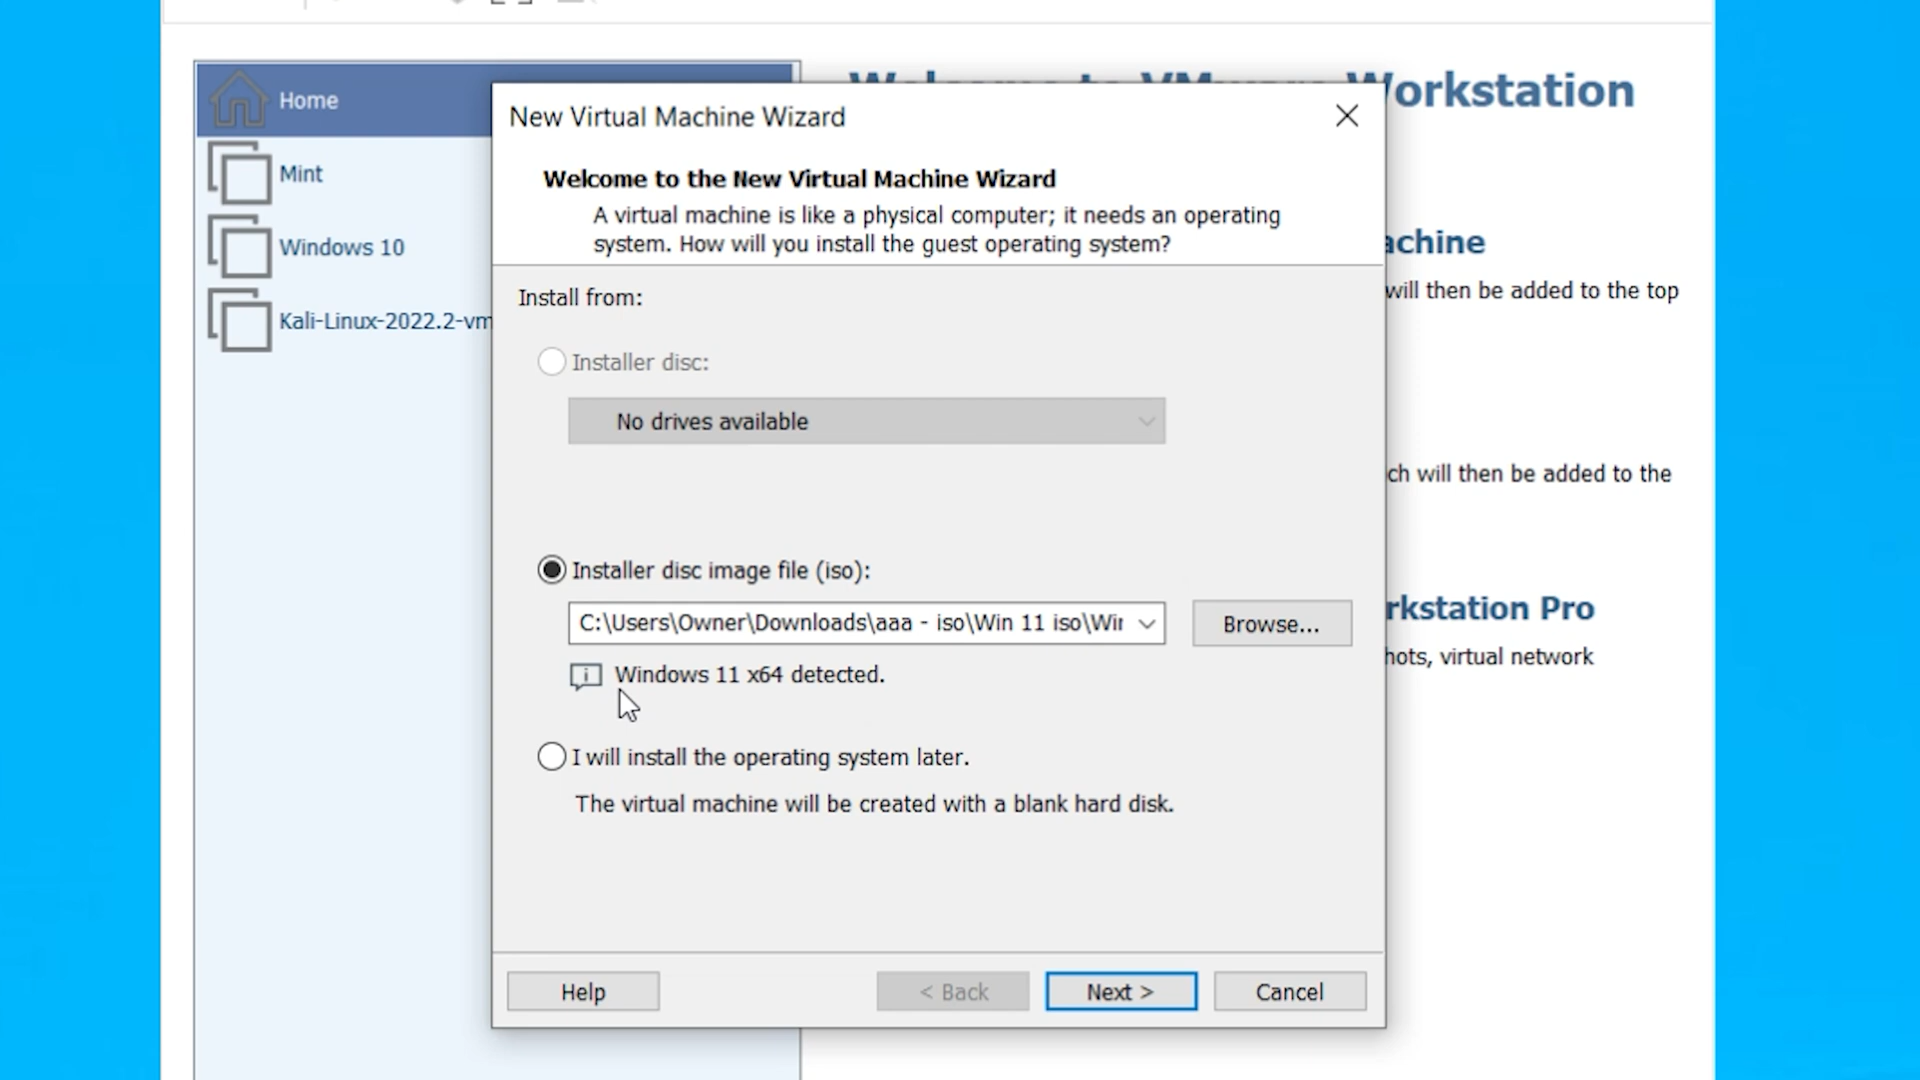 Welcome to VMware Workstation
Home
Mint
Windows 10
Kali-Linux-2022.2-vm
New Virtual Machine Wizard
Welcome to the New Virtual Machine Wizard
A virtual machine is like a physical computer; it needs an operating
system. How will you install the guest operating system?
Install from:
Installer disc:
No drives available
Installer disc image file (iso):
C:\Users\Owner\Downloads\aaa - iso\Win 11 iso\Wir
Browse...
Windows 11 x64 detected.
I will install the operating system later.
The virtual machine will be created with a blank hard disk.
Help
< Back
Next >
Cancel
achine
will then be added to the top
ch will then be added to the
rkstation Pro
hots, virtual network